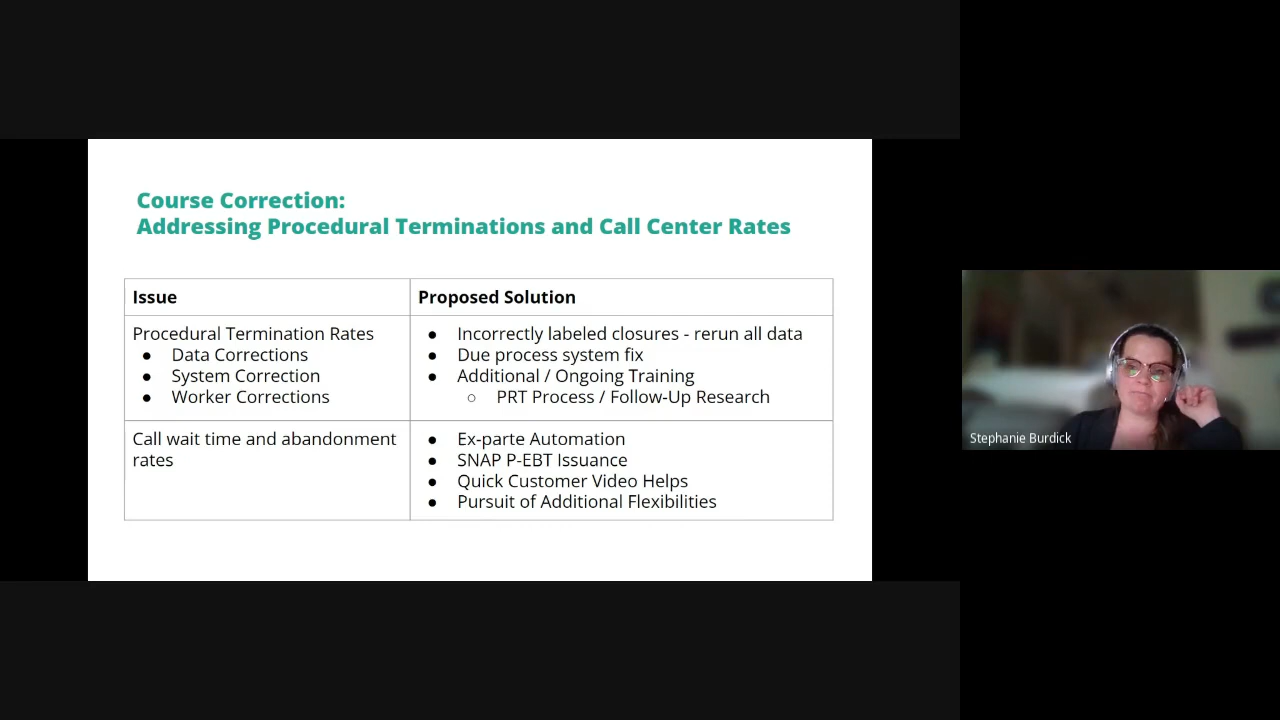 Course Correction:
Addressing Procedural Terminations and Call Center Rates
Issue
Proposed Solution
Procedural Termination Rates
● Data Corrections
● System Correction
● Worker Corrections
● Incorrectly labeled closures - rerun all data
● Due process system fix
● Additional / Ongoing Training
○ PRT Process / Follow-Up Research
Call wait time and abandonment
rates
● Ex-parte Automation
● SNAP P-EBT Issuance
● Quick Customer Video Helps
● Pursuit of Additional Flexibilities
Stephanie Burdick